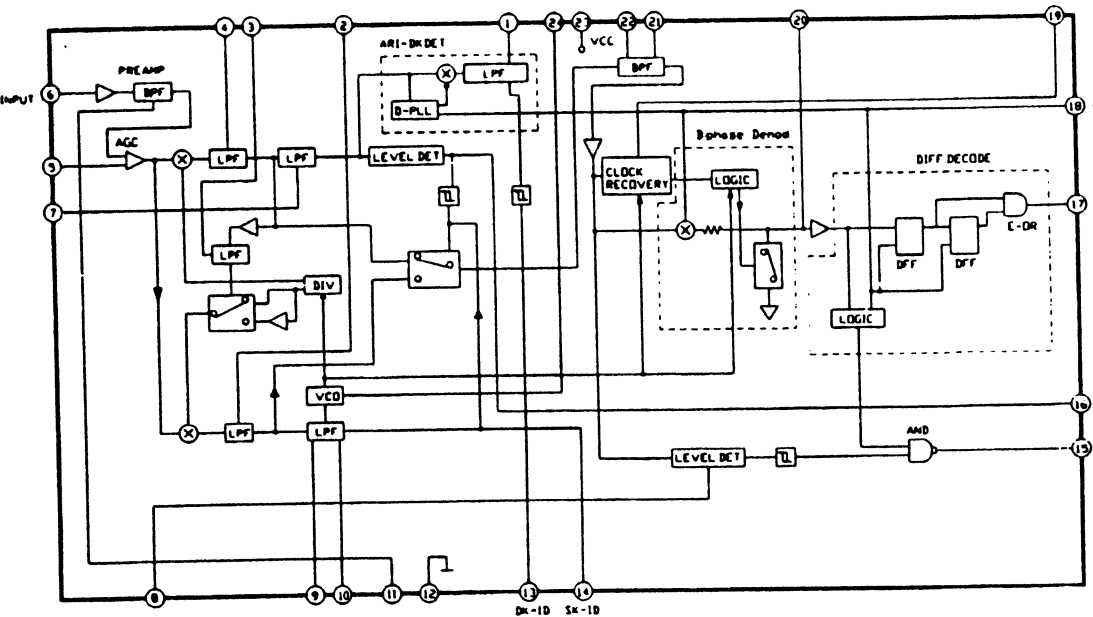 4 3 2 1 24 23 22 21 20 19
ARI-DKDET
VCC
PREAMP
LPF
BPF
INPUT
6
BPF
D-PLL
18
Bphase Demod
AGC
5
LPF
LPF
LEVEL DET
CLOCK
RECOVERY
LOGIC
DIFF DECODE
7
17
E-OR
LPF
DFF
DFF
DIV
LOGIC
VCO
16
LPF
LPF
AND
15
LEVEL DET
8 9 10 11 12 13 14
DK-ID
SK-ID